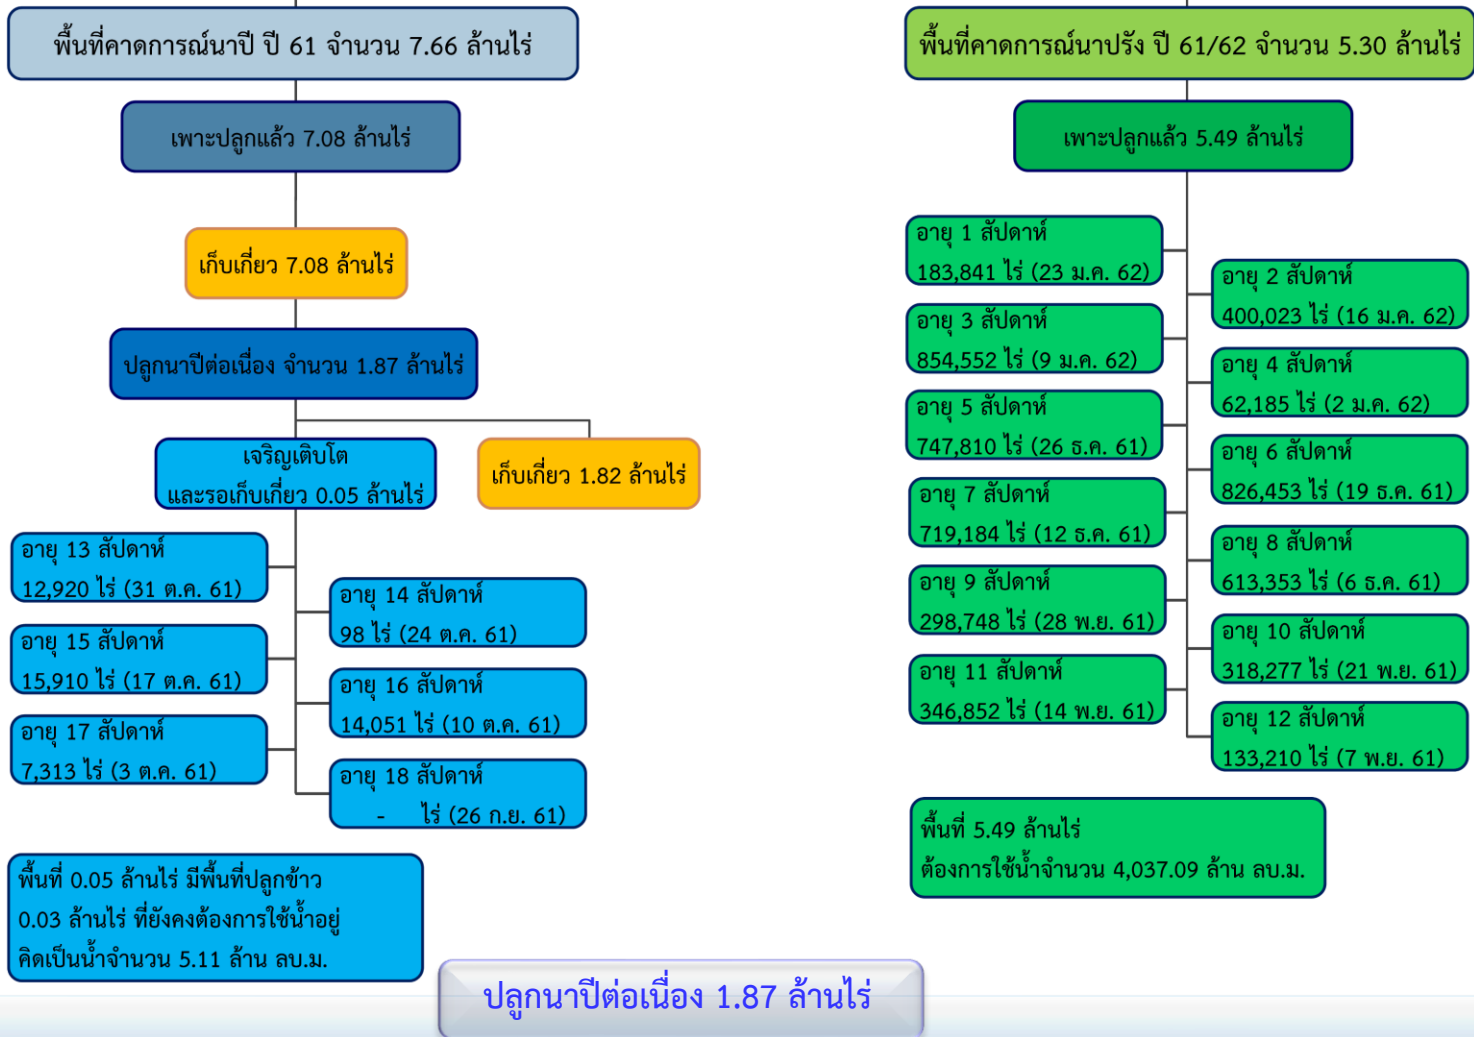 พื้นที่คาดการณ์นาปี ปี 61 จำนวน 7.66 ล้านไร่
เพาะปลูกแล้ว 7.08 ล้านไร่
เก็บเกี่ยว 7.08 ล้านไร่
ปลูกนาปีต่อเนื่อง จำนวน 1.87 ล้านไร่
เจริญเติบโต
และรอเก็บเกี่ยว 0.05 ล้านไร่
เก็บเกี่ยว 1.82 ล้านไร่
อายุ 13 สัปดาห์
12,920 ไร่ (31 ต.ค. 61)
อายุ 14 สัปดาห์
98 ไร่ (24 ต.ค. 61)
อายุ 15 สัปดาห์
15,910 ไร่ (17 ต.ค. 61)
อายุ 16 สัปดาห์
14,051 ไร่ (10 ต.ค. 61)
อายุ 17 สัปดาห์
7,313 ไร่ (3 ต.ค. 61)
อายุ 18 สัปดาห์
- ไร่ (26 ก.ย. 61)
พื้นที่ 0.05 ล้านไร่ มีพื้นที่ปลูกข้าว
0.03 ล้านไร่ ที่ยังคงต้องการใช้น้ำอยู่
คิดเป็นน้ำจำนวน 5.11 ล้าน ลบ.ม.
พื้นที่คาดการณ์นาปรัง ปี 61/62 จำนวน 5.30 ล้านไร่
เพาะปลูกแล้ว 5.49 ล้านไร่
อายุ 1 สัปดาห์
183,841 ไร่ (23 ม.ค. 62)
อายุ 2 สัปดาห์
400,023 ไร่ (16 ม.ค. 62)
อายุ 3 สัปดาห์
854,552 ไร่ (9 ม.ค. 62)
อายุ 4 สัปดาห์
62,185 ไร่ (2 ม.ค. 62)
อายุ 5 สัปดาห์
747,810 ไร่ (26 ธ.ค. 61)
อายุ 6 สัปดาห์
826,453 ไร่ (19 ธ.ค. 61)
อายุ 7 สัปดาห์
719,184 ไร่ (12 ธ.ค. 61)
อายุ 8 สัปดาห์
613,353 ไร่ (6 ธ.ค. 61)
อายุ 9 สัปดาห์
298,748 ไร่ (28 พ.ย. 61)
อายุ 10 สัปดาห์
318,277 ไร่ (21 พ.ย. 61)
อายุ 11 สัปดาห์
346,852 ไร่ (14 พ.ย. 61)
อายุ 12 สัปดาห์
133,210 ไร่ (7 พ.ย. 61)
พื้นที่ 5.49 ล้านไร่
ต้องการใช้น้ำจำนวน 4,037.09 ล้าน ลบ.ม.
ปลูกนาปีต่อเนื่อง 1.87 ล้านไร่